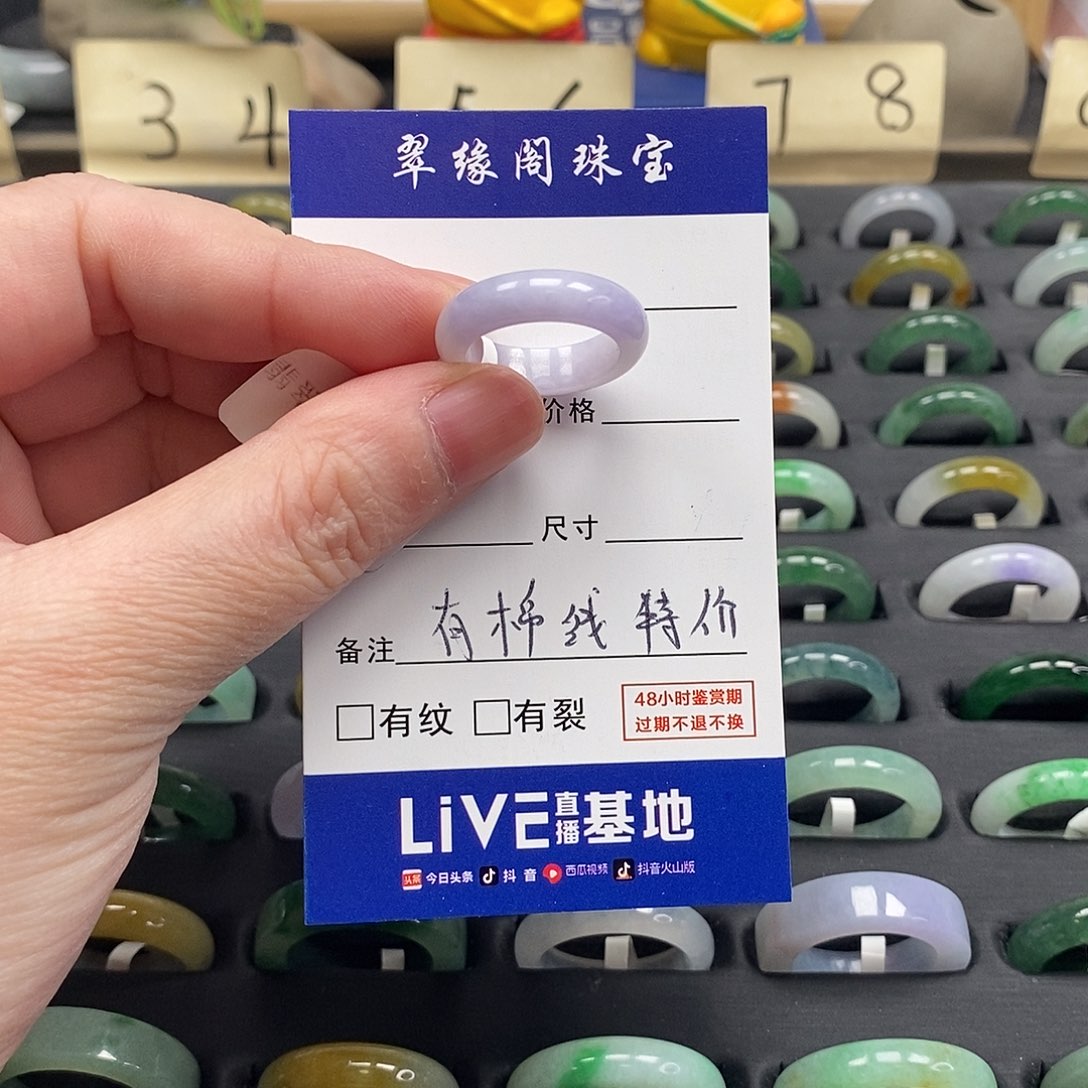 3 4
7 8
翠缘阁珠宝
价格
尺寸
备注 有棉线特价
□有纹 □有裂
48小时鉴赏期
过期不退不换
LiVE直播基地
头条 今日头条 抖音 西瓜视频 抖音火山版